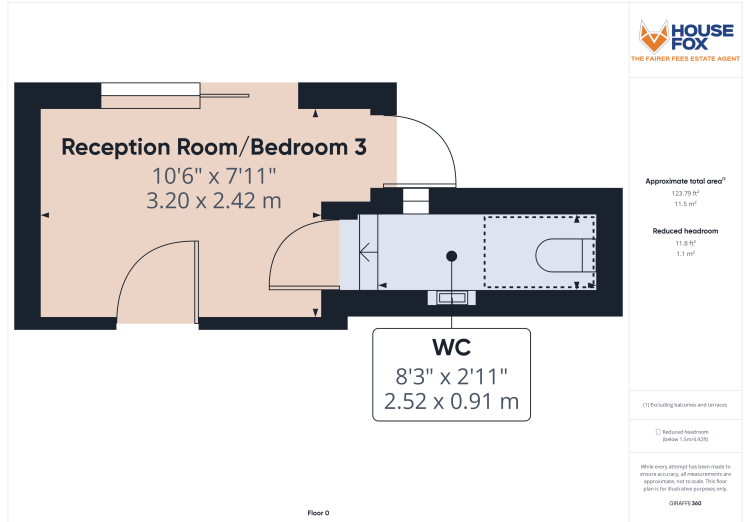 Reception Room/Bedroom 3
10'6" x 7'11"
3.20 x 2.42 m
WC
8'3" x 2'11"
2.52 x 0.91 m
Floor 0
HOUSE
FOX
THE FAIRER FEES ESTATE AGENT
Approximate total area(1)
123.79 ft²
11.5 m²
Reduced headroom
11.8 ft²
1.1 m²
(1) Excluding balconies and terraces
Reduced headroom
(below 1.5m/4.92ft)
While every attempt has been made to
ensure accuracy, all measurements are
approximate, not to scale. This floor
plan is for illustrative purposes only.
GIRAFFE360